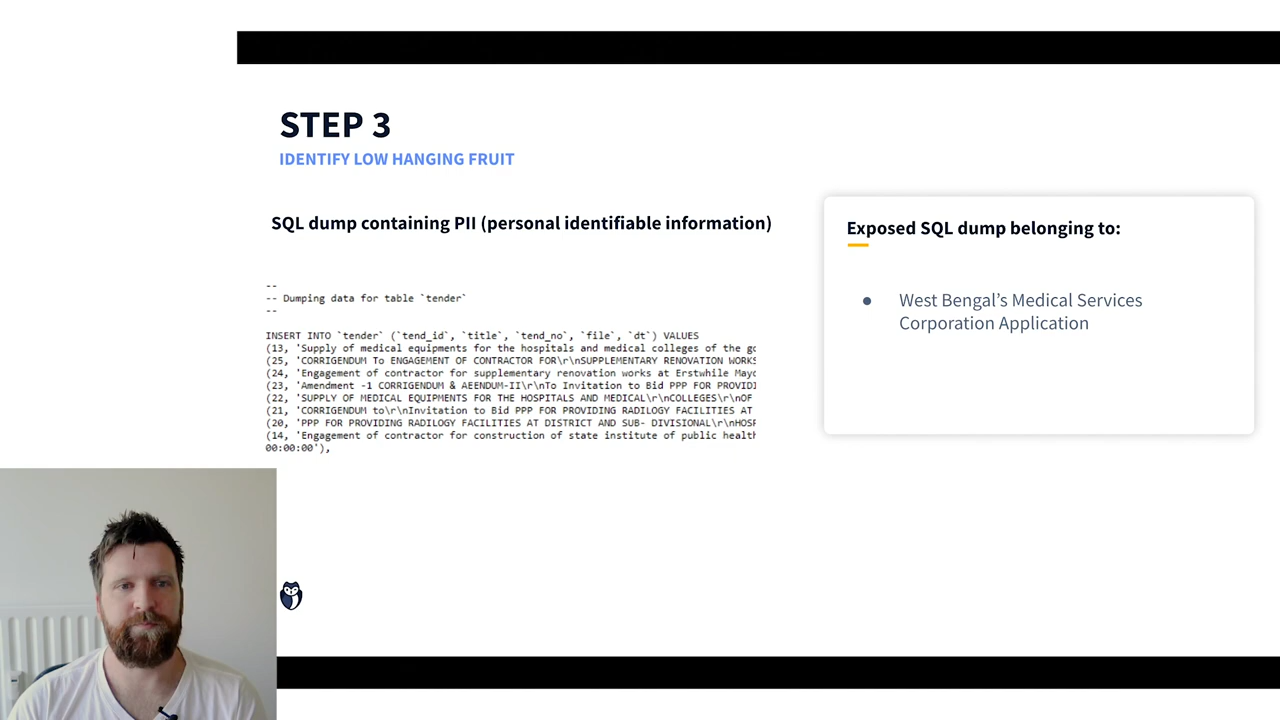 STEP 3
IDENTIFY LOW HANGING FRUIT
SQL dump containing PII (personal identifiable information)
--
-- Dumping data for table `tender`
--
INSERT INTO `tender` (`tend_id`, `title`, `tend_no`, `file`, `dt`) VALUES
(13, 'Supply of medical equipments for the hospitals and medical colleges of the go
(25, 'CORRIGENDUM To ENGAGEMENT OF CONTRACTOR FOR\r\nSUPPLEMENTARY RENOVATION WORKS
(24, 'Engagement of contractor for supplementary renovation works at Erstwhile Mayo
(23, 'Amendment -1 CORRIGENDUM & AEENDUM-II\r\nTo Invitation to Bid PPP FOR PROVIDI
(22, 'SUPPLY OF MEDICAL EQUIPMENTS FOR THE HOSPITALS AND MEDICAL\r\nCOLLEGES\r\nOF
(21, 'CORRIGENDUM to\r\nInvitation to Bid PPP FOR PROVIDING RADILOGY FACILITIES AT
(20, 'PPP FOR PROVIDING RADILOGY FACILITIES AT DISTRICT AND SUB- DIVISIONAL\r\nHOSP
(14, 'Engagement of contractor for construction of state institute of public health
00:00:00'),
Exposed SQL dump belonging to:
● West Bengal’s Medical Services
Corporation Application